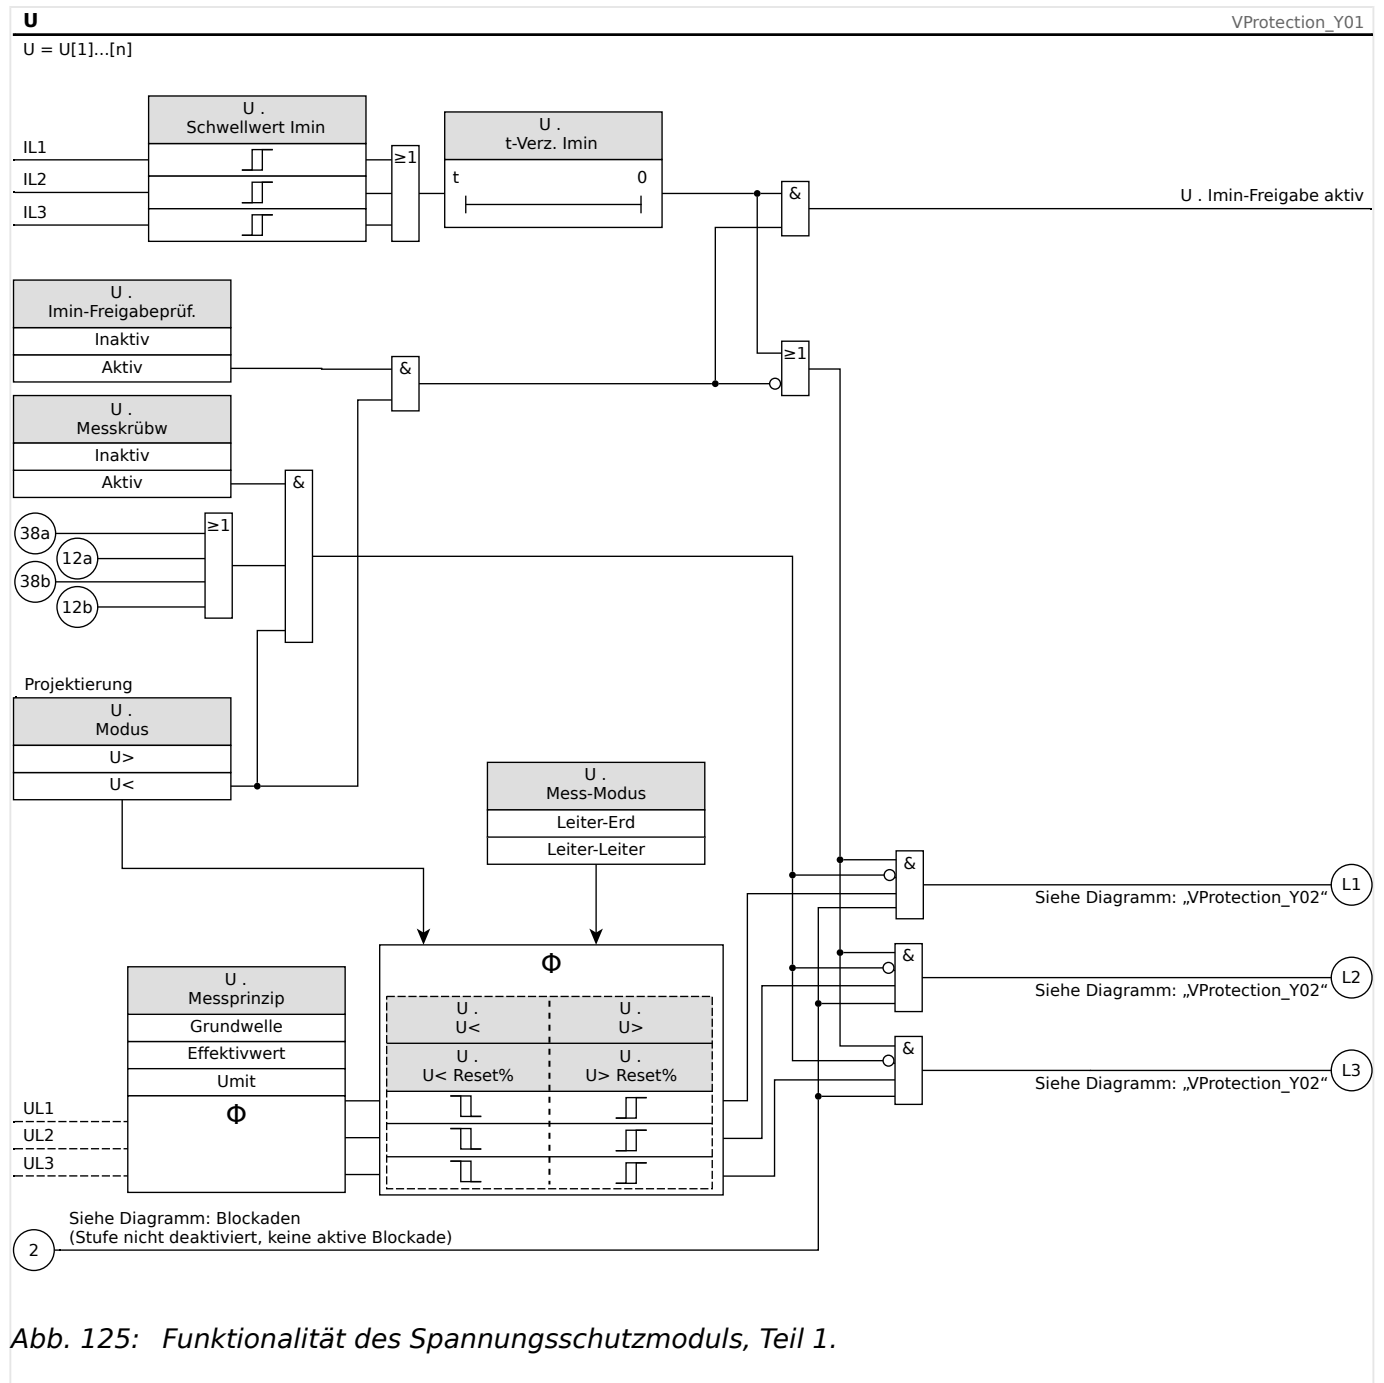 U
VProtection_Y01
U = U[1]...[n]
U .
Schwellwert Imin
IL1
IL2
IL3
≥1
U .
t-Verz. Imin
t
0
&
U . Imin-Freigabe aktiv
U .
Imin-Freigabeprüf.
Inaktiv
Aktiv
&
≥1
U .
Messkrübw
Inaktiv
Aktiv
&
38a
12a
38b
12b
≥1
Projektierung
U .
Modus
U>
U<
U .
Mess-Modus
Leiter-Erd
Leiter-Leiter
&
L1
Siehe Diagramm: „VProtection_Y02“
&
L2
Siehe Diagramm: „VProtection_Y02“
&
L3
Siehe Diagramm: „VProtection_Y02“
U .
Messprinzip
Grundwelle
Effektivwert
Umit
Φ
UL1
UL2
UL3
Φ
U .
U<
U .
U>
U .
U< Reset%
U .
U> Reset%
Siehe Diagramm: Blockaden
(Stufe nicht deaktiviert, keine aktive Blockade)
2
Abb. 125: Funktionalität des Spannungsschutzmoduls, Teil 1.